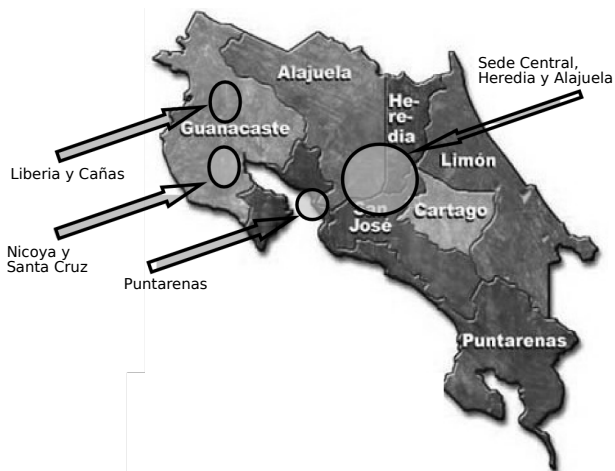 Sede Central,
Heredia y Alajuela
Alajuela
He-
re-
dia
Guanacaste
Limón
Liberia y Cañas
Cartago
San
José
Nicoya y
Santa Cruz
Puntarenas
Puntarenas